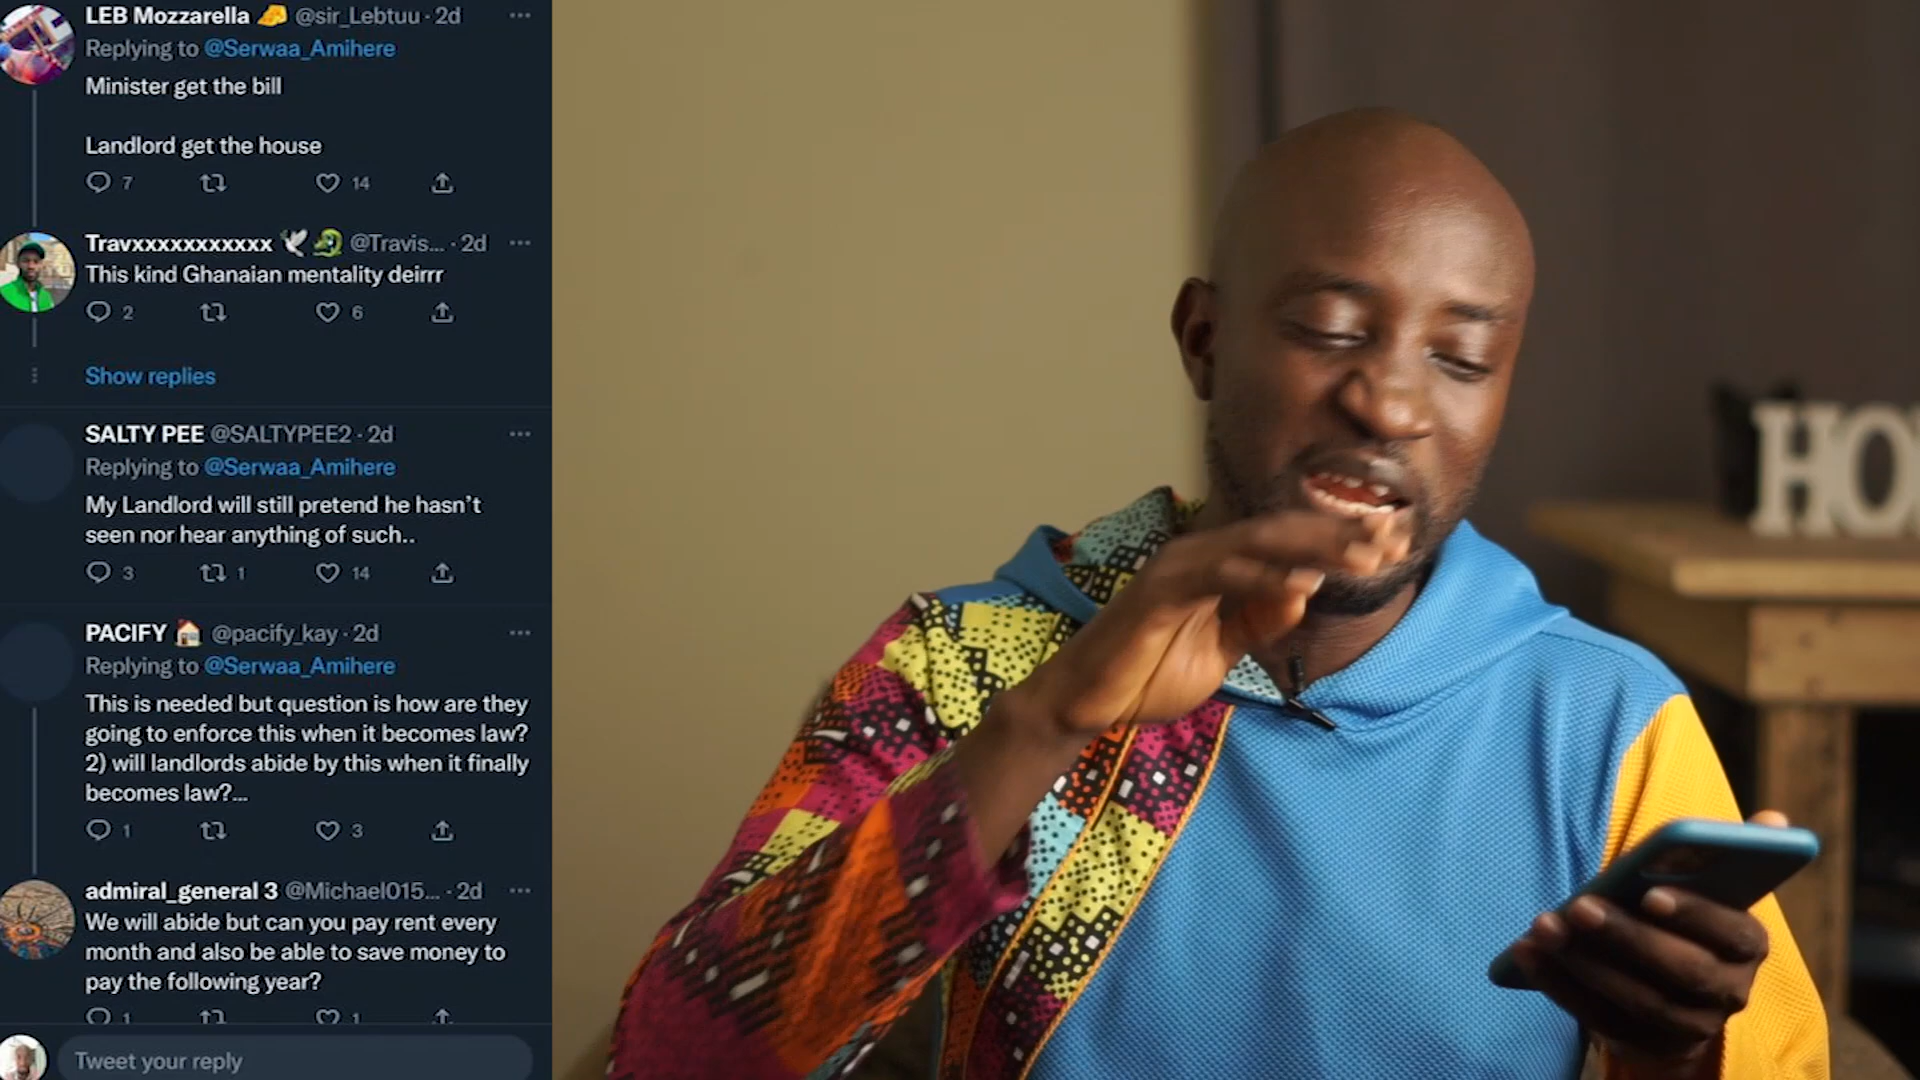 LEB Mozzarella 🧀 @sir_Lebtuu · 2d
Replying to @Serwaa_Amihere
Minister get the bill
Landlord get the house
7 14
Travxxxxxxxxxxx 🕊️🐉 @Travis... · 2d
This kind Ghanaian mentality deirrr
2 6
Show replies
SALTY PEE @SALTYPEE2 · 2d
Replying to @Serwaa_Amihere
My Landlord will still pretend he hasn't
seen nor hear anything of such..
3 1 14
PACIFY 🏠 @pacify_kay · 2d
Replying to @Serwaa_Amihere
This is needed but question is how are they
going to enforce this when it becomes law?
2) will landlords abide by this when it finally
becomes law?...
1 3
admiral_general 3 @Michael015... · 2d
We will abide but can you pay rent every
month and also be able to save money to
pay the following year?
1 1
Tweet your reply
HO